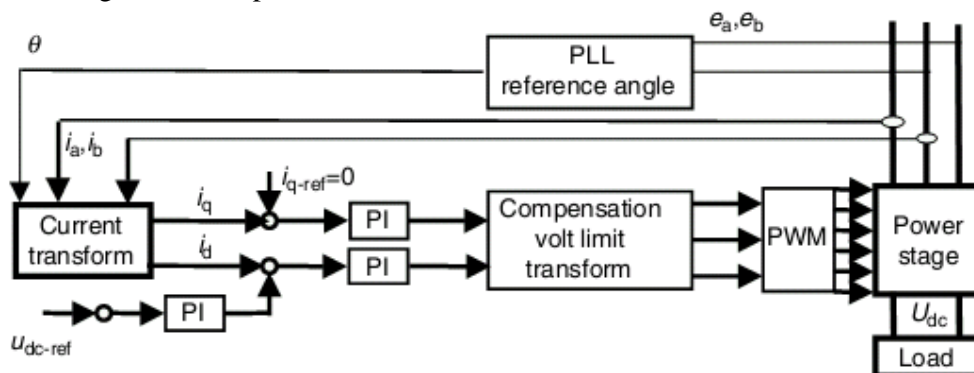 e_a,e_b
θ
PLL
reference angle
i_a,i_b
i_q-ref=0
i_q
PI
Current
transform
Compensation
volt limit
transform
PWM
Power
stage
i_d
PI
PI
u_dc-ref
U_dc
Load